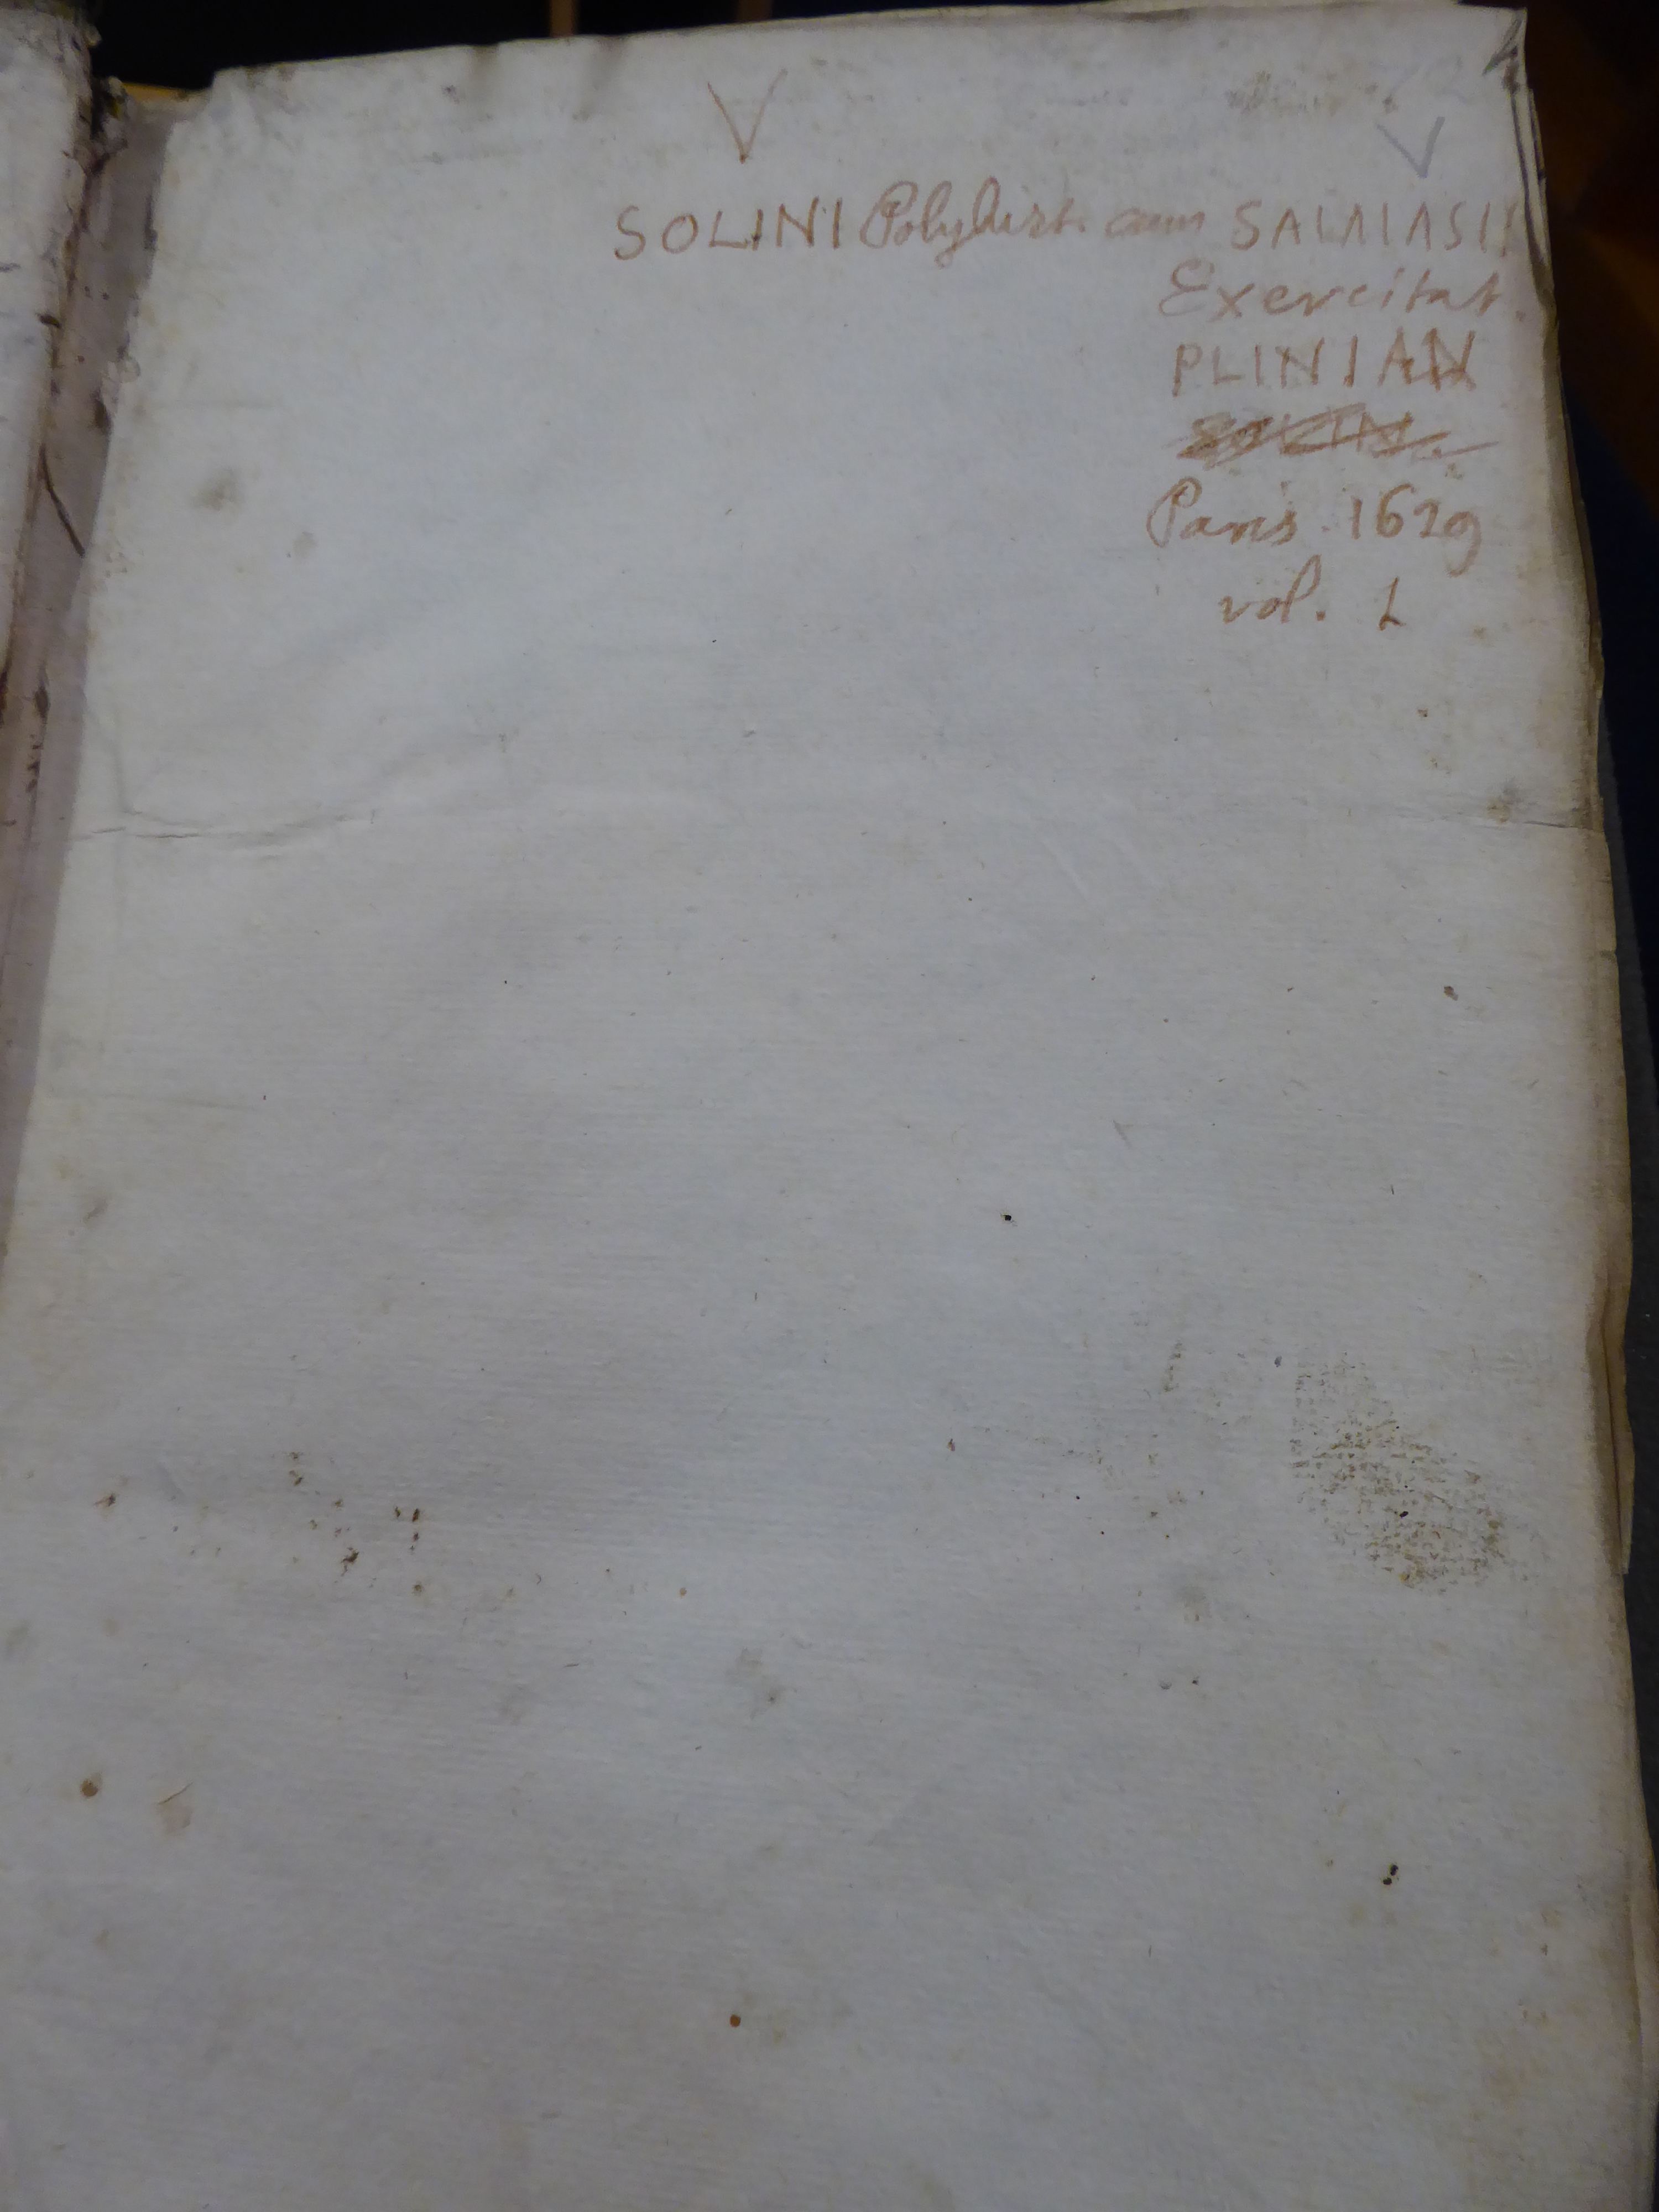 SOLINI Polyhist. cum SALMASII
Exercitat.
PLINIAN
Paris. 1629
vol. 1